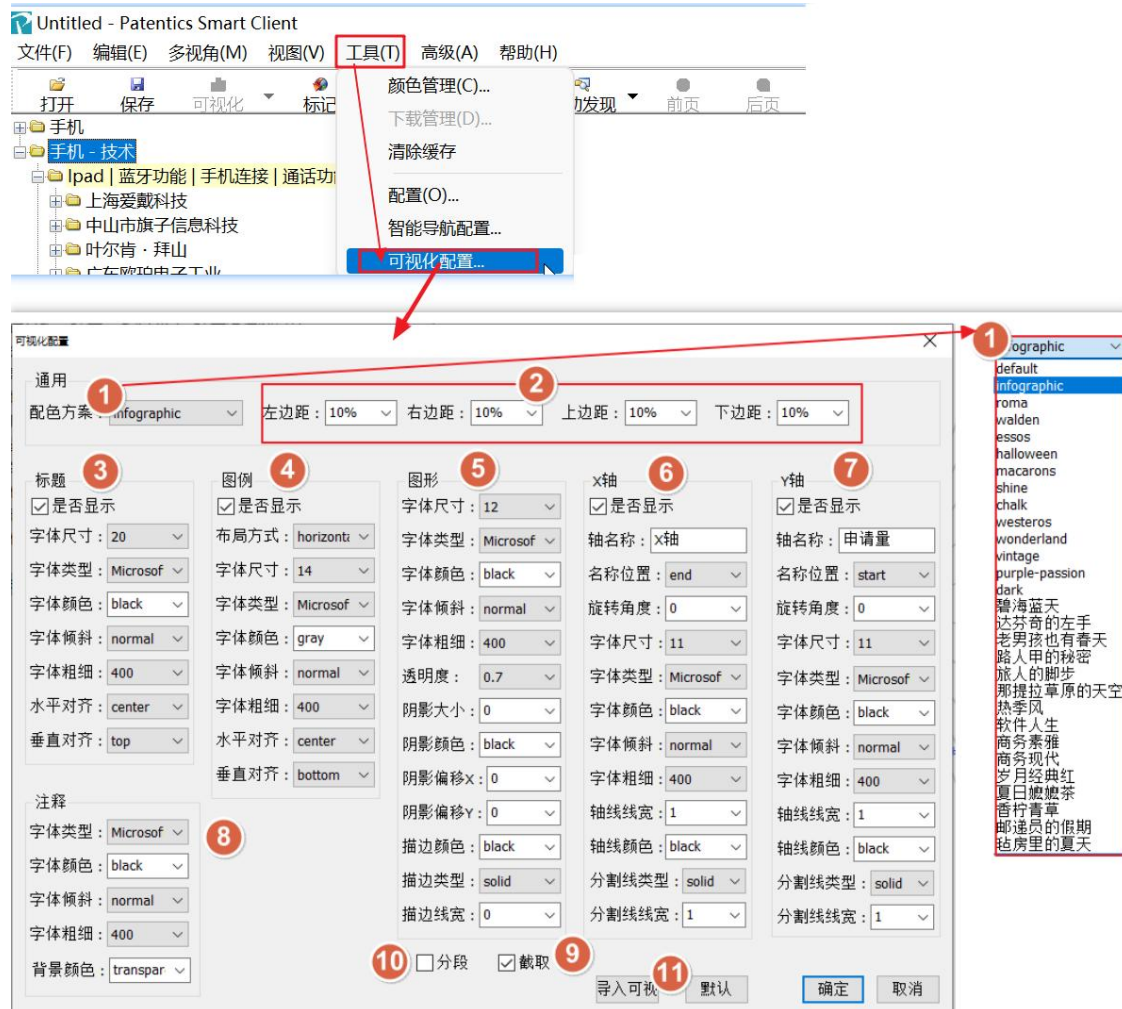 Untitled - Patentics Smart Client
文件(F) 编辑(E) 多视角(M) 视图(V) 工具(T) 高级(A) 帮助(H)
打开 保存 可视化 标记 发现 前页 后页
颜色管理(C)...
下载管理(D)...
清除缓存
配置(O)...
智能导航配置...
可视化配置...
手机
手机 - 技术
Ipad | 蓝牙功能 | 手机连接 | 通话功
上海爱戴科技
中山市旗子信息科技
叶尔肯 · 拜山
广东欧珀电子工业
可视化配置
通用
1
2
配色方案: infographic 左边距: 10% 右边距: 10% 上边距: 10% 下边距: 10%
标题 3
是否显示
字体尺寸: 20
字体类型: Microsof
字体颜色: black
字体倾斜: normal
字体粗细: 400
水平对齐: center
垂直对齐: top
图例 4
是否显示
布局方式: horizonta
字体尺寸: 14
字体类型: Microsof
字体颜色: gray
字体倾斜: normal
字体粗细: 400
水平对齐: center
垂直对齐: bottom
图形 5
字体尺寸: 12
字体类型: Microsof
字体颜色: black
字体倾斜: normal
字体粗细: 400
透明度: 0.7
阴影大小: 0
阴影颜色: black
阴影偏移X: 0
阴影偏移Y: 0
描边颜色: black
描边类型: solid
描边线宽: 0
X轴 6
是否显示
轴名称: X轴
名称位置: end
旋转角度: 0
字体尺寸: 11
字体类型: Microsof
字体颜色: black
字体倾斜: normal
字体粗细: 400
轴线线宽: 1
轴线颜色: black
分割线类型: solid
分割线线宽: 1
Y轴 7
是否显示
轴名称: 申请量
名称位置: start
旋转角度: 0
字体尺寸: 11
字体类型: Microsof
字体颜色: black
字体倾斜: normal
字体粗细: 400
轴线线宽: 1
轴线颜色: black
分割线类型: solid
分割线线宽: 1
注释
8
字体类型: Microsof
字体颜色: black
字体倾斜: normal
字体粗细: 400
背景颜色: transpar
10 分段 截取 9
导入可视 11 默认 确定 取消
1 fographic
default
infographic
roma
walden
essos
halloween
macarons
shine
chalk
westeros
wonderland
vintage
purple-passion
dark
碧海蓝天
达芬奇的左手
老男孩也有春天
路人甲的秘密
旅人的脚步
那提拉草原的天空
热季风
软件人生
商务素雅
商务现代
岁月经典红
夏日嬷嬷茶
香柠青草
邮递员的假期
毡房里的夏天